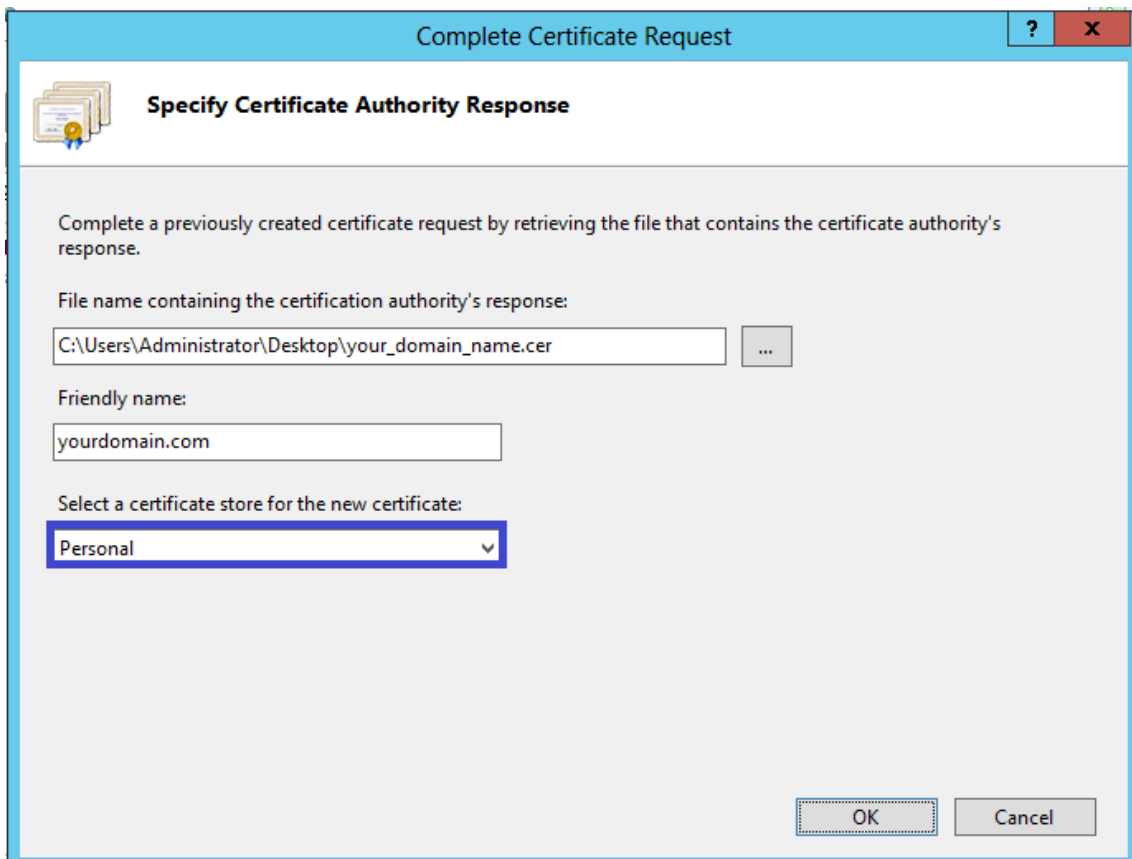 Complete Certificate Request
?
x
Specify Certificate Authority Response
Complete a previously created certificate request by retrieving the file that contains the certificate authority's
response.
File name containing the certification authority's response:
C:\Users\Administrator\Desktop\your_domain_name.cer
...
Friendly name:
yourdomain.com
Select a certificate store for the new certificate:
Personal
OK
Cancel